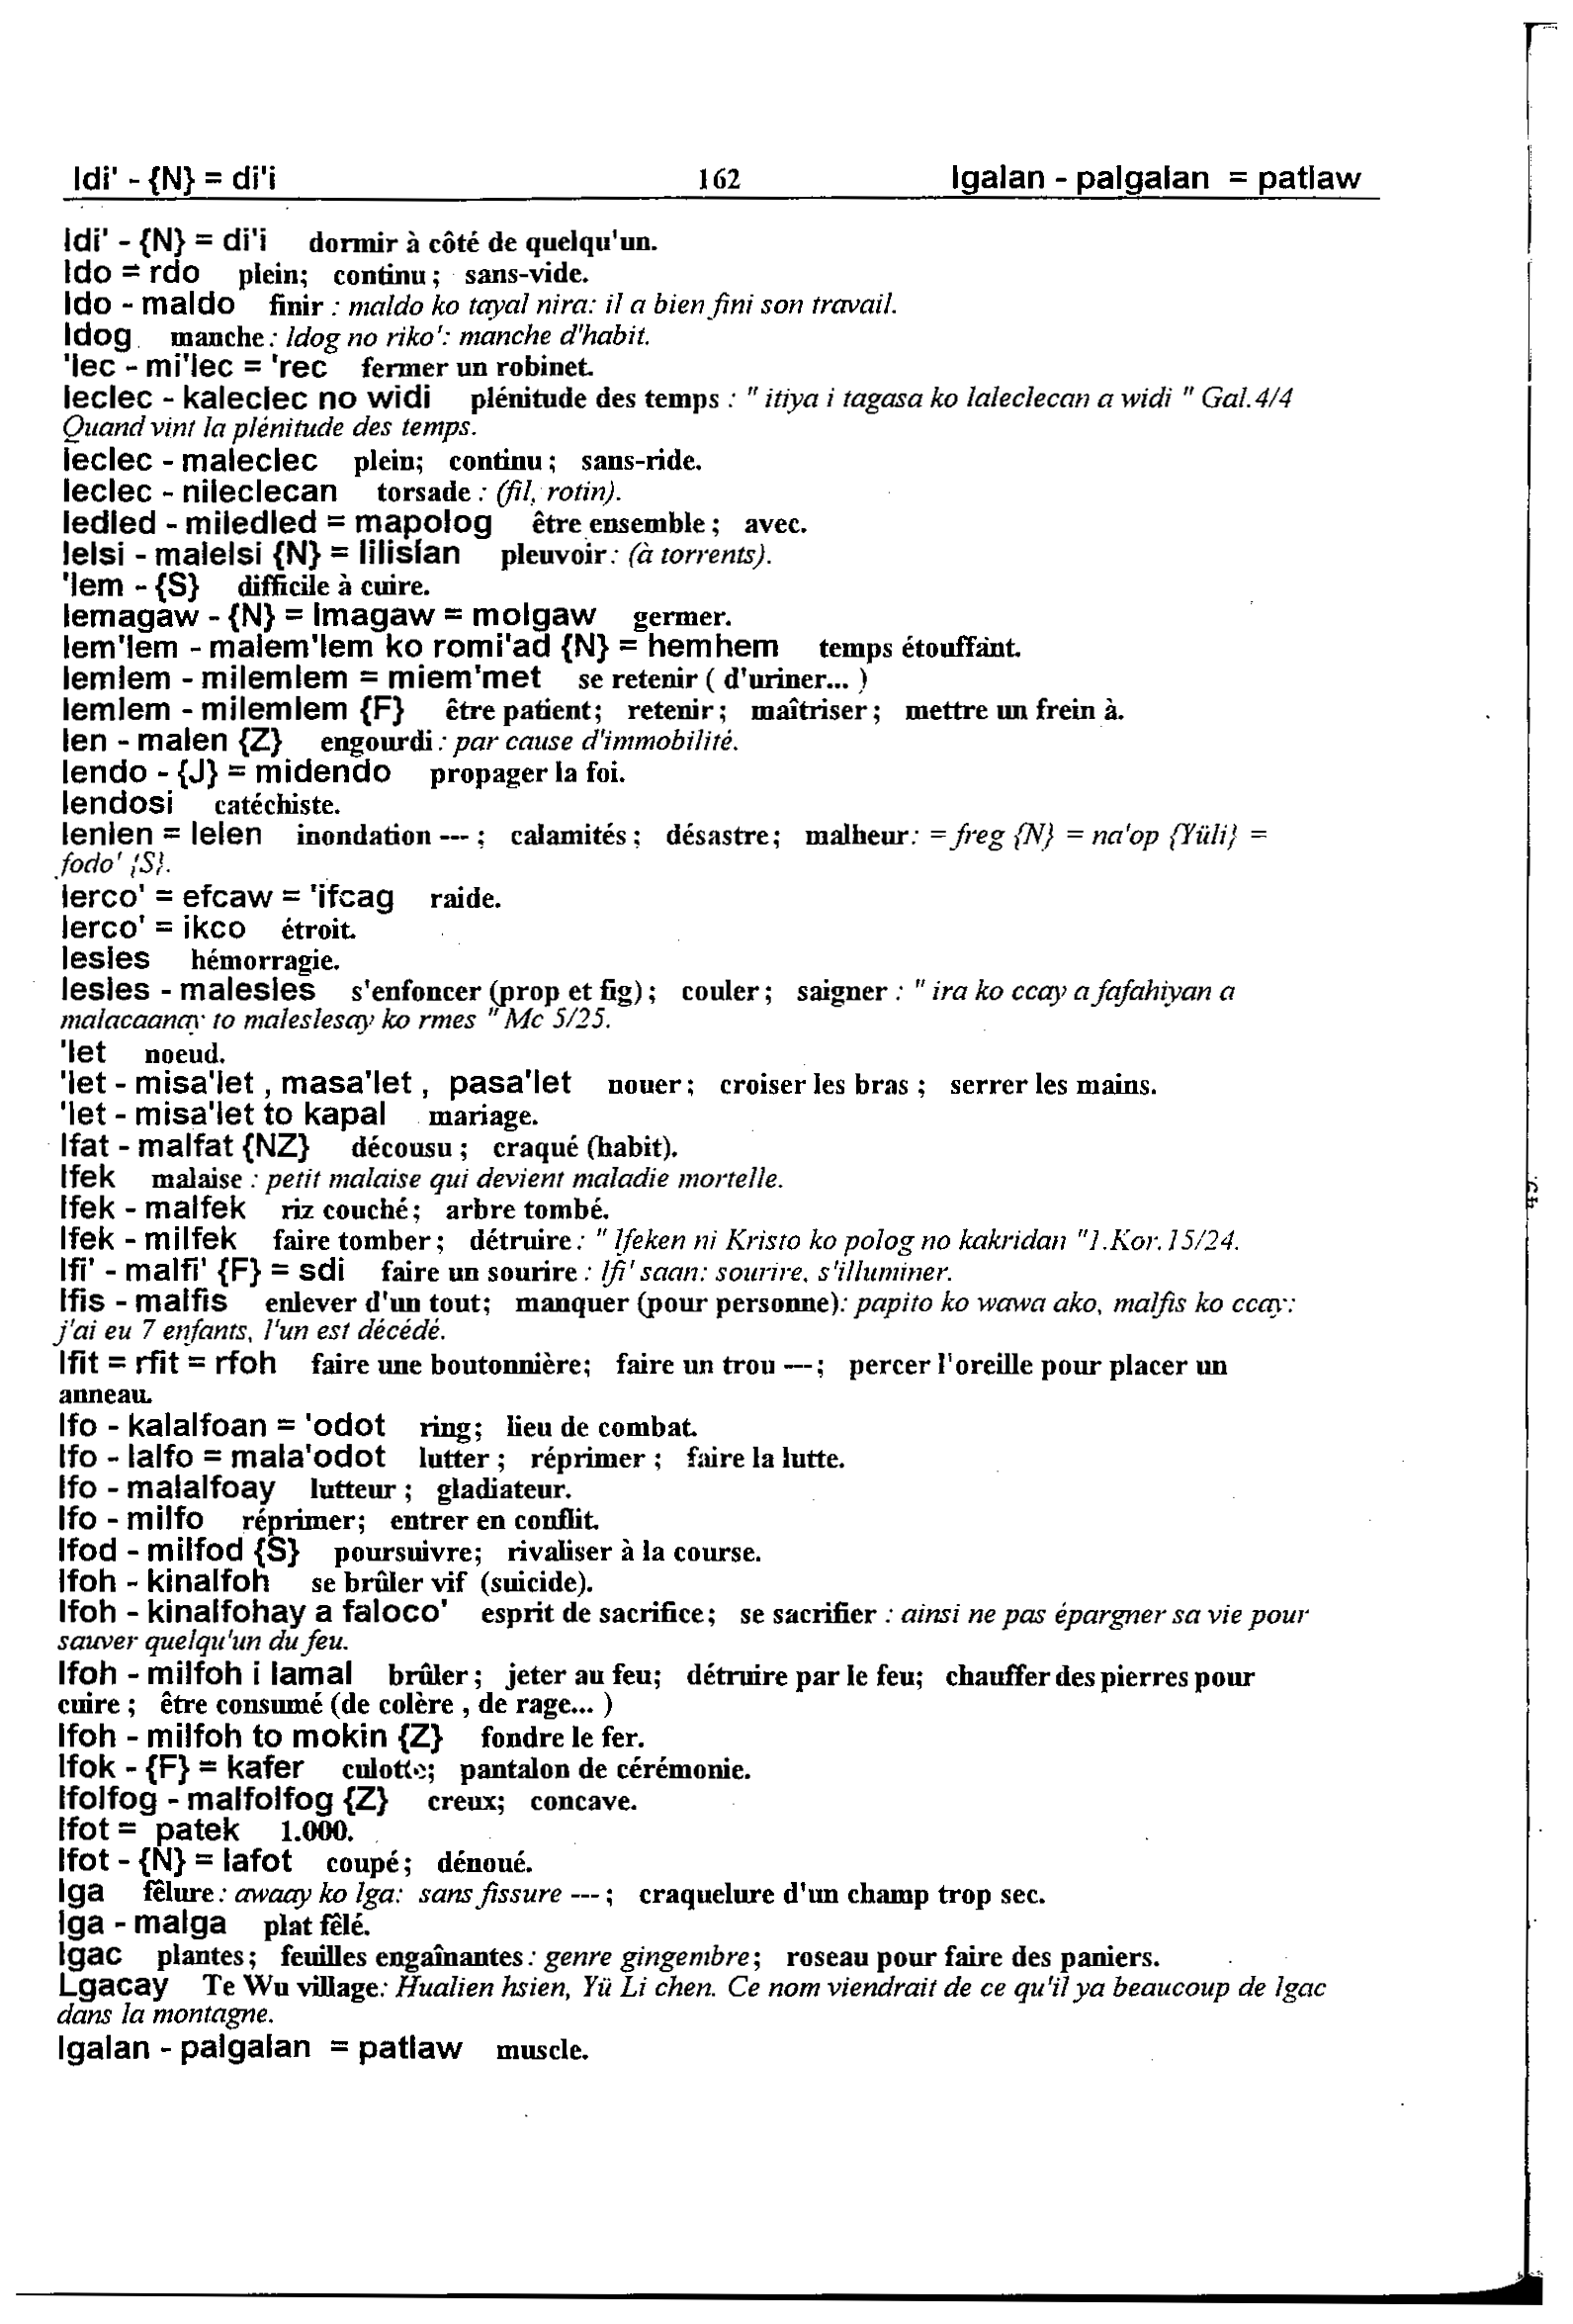 ldi' - {N} = di'i 162 lgalan - palgalan = patlaw
ldi' - {N} = di'i dormir à côté de quelqu'un.
ldo = rdo plein; continu; sans-vide.
ldo - maldo finir : maldo ko tayal nira: il a bien fini son travail.
ldog manche : ldog no riko': manche d'habit.
'lec - mi'lec = 'rec fermer un robinet.
leclec - kaleclec no widi plénitude des temps : " itiya i tagasa ko laleclecan a widi " Gal.4/4
Quand vint la plénitude des temps.
leclec - maleclec plein; continu; sans-ride.
leclec - nileclecan torsade : (fil, rotin).
ledled - miledled = mapolog être ensemble ; avec.
lelsi - malelsi {N} = lilislan pleuvoir : (à torrents).
'lem - {S} difficile à cuire.
lemagaw - {N} = lmagaw = molgaw germer.
lem'lem - malem'lem ko romi'ad {N} = hemhem temps étouffant.
lemlem - milemlem = miem'met se retenir ( d'uriner... )
lemlem - milemlem {F} être patient; retenir; maîtriser; mettre un frein à.
len - malen {Z} engourdi : par cause d'immobilité.
lendo - {J} = midendo propager la foi.
lendosi catéchiste.
lenlen = lelen inondation --- ; calamités; désastre; malheur: = freg {N} = na'op {Yüli} =
fodo' {S}.
lerco' = efcaw = 'ifcag raide.
lerco' = ikco étroit.
lesles hémorragie.
lesles - malesles s'enfoncer (prop et fig); couler; saigner : " ira ko ccay a fafahiyan a
malacaanay to maleslesay ko rmes " Mc 5/25.
'let noeud.
'let - misa'let , masa'let , pasa'let nouer; croiser les bras ; serrer les mains.
'let - misa'let to kapal mariage.
lfat - malfat {NZ} décousu ; craqué (habit).
lfek malaise : petit malaise qui devient maladie mortelle.
lfek - malfek riz couché; arbre tombé.
lfek - milfek faire tomber; détruire : " lfeken ni Kristo ko polog no kakridan "1.Kor.15/24.
lfi' - malfi' {F} = sdi faire un sourire : lfi' saan: sourire, s'illuminer.
lfis - malfis enlever d'un tout; manquer (pour personne): papito ko wawa ako, malfis ko ccay:
j'ai eu 7 enfants, l'un est décédé.
lfit = rfit = rfoh faire une boutonnière; faire un trou ---; percer l'oreille pour placer un
anneau.
lfo - kalalfoan = 'odot ring; lieu de combat.
lfo - lalfo = mala'odot lutter ; réprimer ; faire la lutte.
lfo - malalfoay lutteur ; gladiateur.
lfo - milfo réprimer; entrer en conflit.
lfod - milfod {S} poursuivre; rivaliser à la course.
lfoh - kinalfoh se brûler vif (suicide).
lfoh - kinalfohay a faloco' esprit de sacrifice; se sacrifier : ainsi ne pas épargner sa vie pour
sauver quelqu'un du feu.
lfoh - milfoh i lamal brûler ; jeter au feu; détruire par le feu; chauffer des pierres pour
cuire ; être consumé (de colère , de rage... )
lfoh - milfoh to mokin {Z} fondre le fer.
lfok - {F} = kafer culotte; pantalon de cérémonie.
lfolfog - malfolfog {Z} creux; concave.
lfot = patek 1.000.
lfot - {N} = lafot coupé; dénoué.
lga fêlure : awaay ko lga: sans fissure --- ; craquelure d'un champ trop sec.
lga - malga plat fêlé.
lgac plantes; feuilles engaînantes : genre gingembre; roseau pour faire des paniers.
Lgacay Te Wu village: Hualien hsien, Yü Li chen. Ce nom viendrait de ce qu'il ya beaucoup de lgac
dans la montagne.
lgalan - palgalan = patlaw muscle.